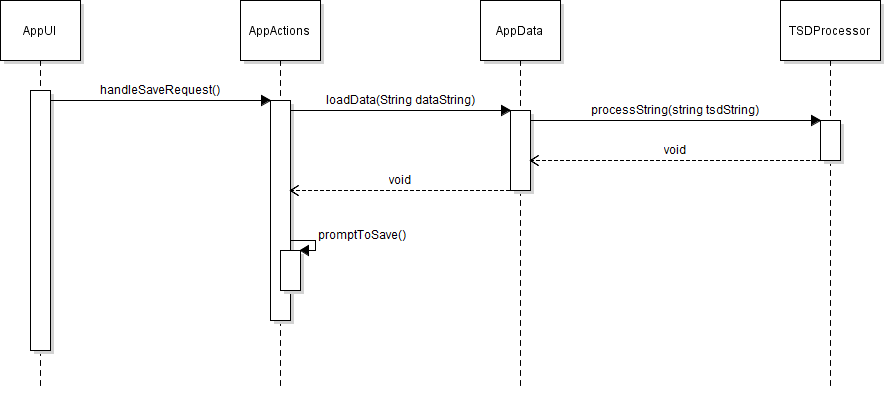 AppUI
AppActions
AppData
TSDProcessor
handleSaveRequest()
loadData(String dataString)
processString(string tsdString)
void
void
promptToSave()